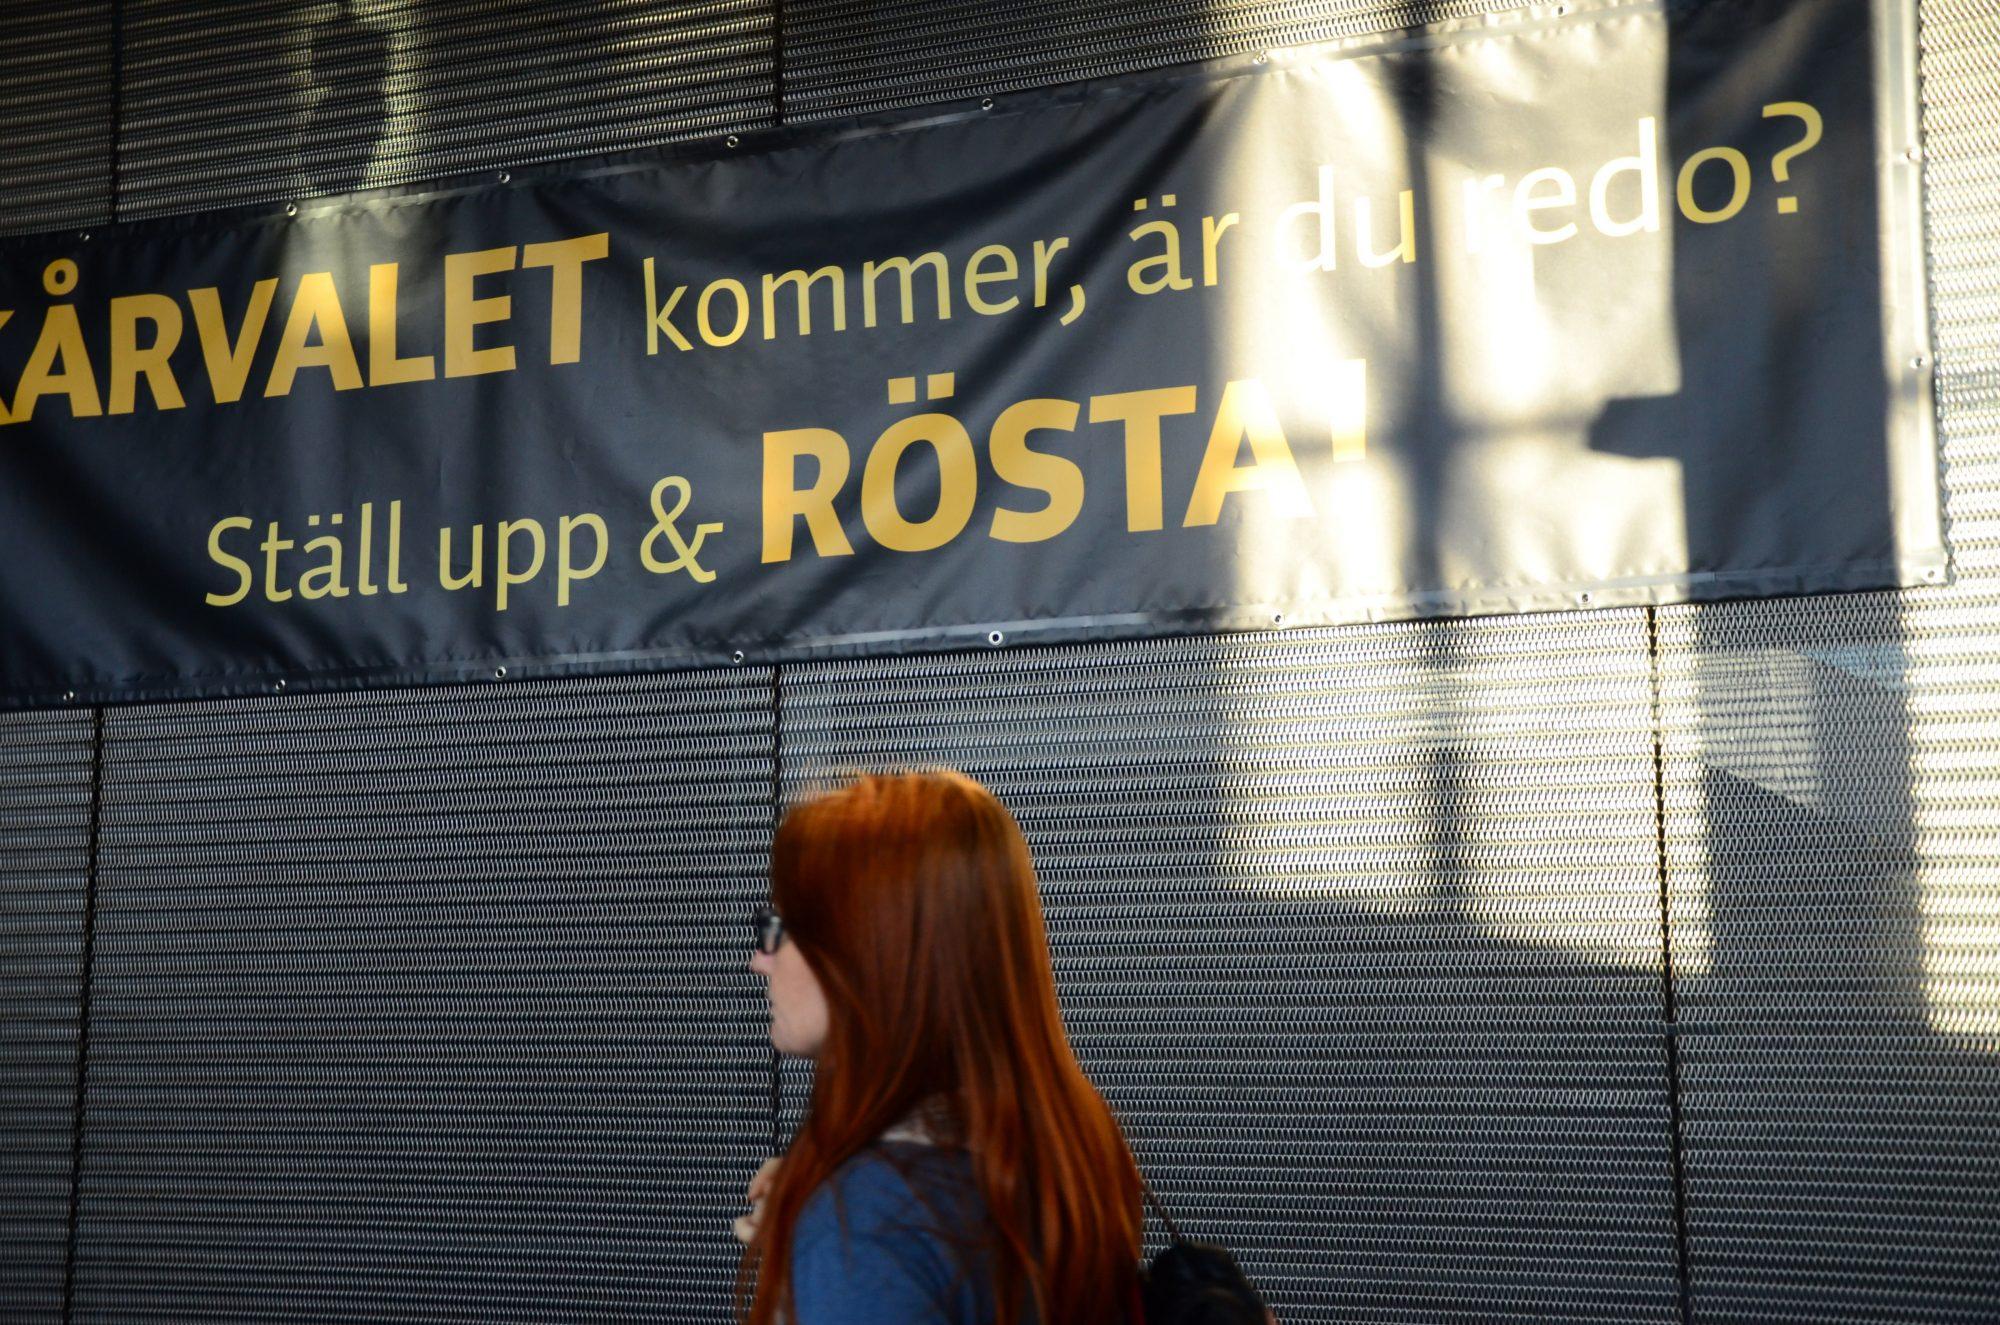 KÅRVALET kommer, är du redo?
Ställ upp & RÖSTA!